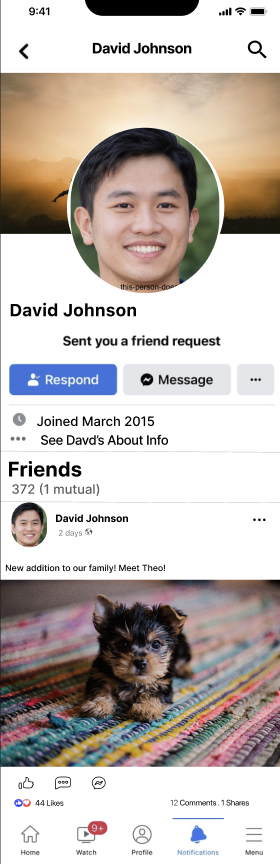 9:41
David Johnson
this-person-doe
David Johnson
Sent you a friend request
Respond
Message
Joined March 2015
See Davd's About Info
Friends
372 (1 mutual)
David Johnson
2 days
New addition to our family! Meet Theo!
44 Likes
12 Comments . 1 Shares
9+
Home
Watch
Profile
Notifications
Menu